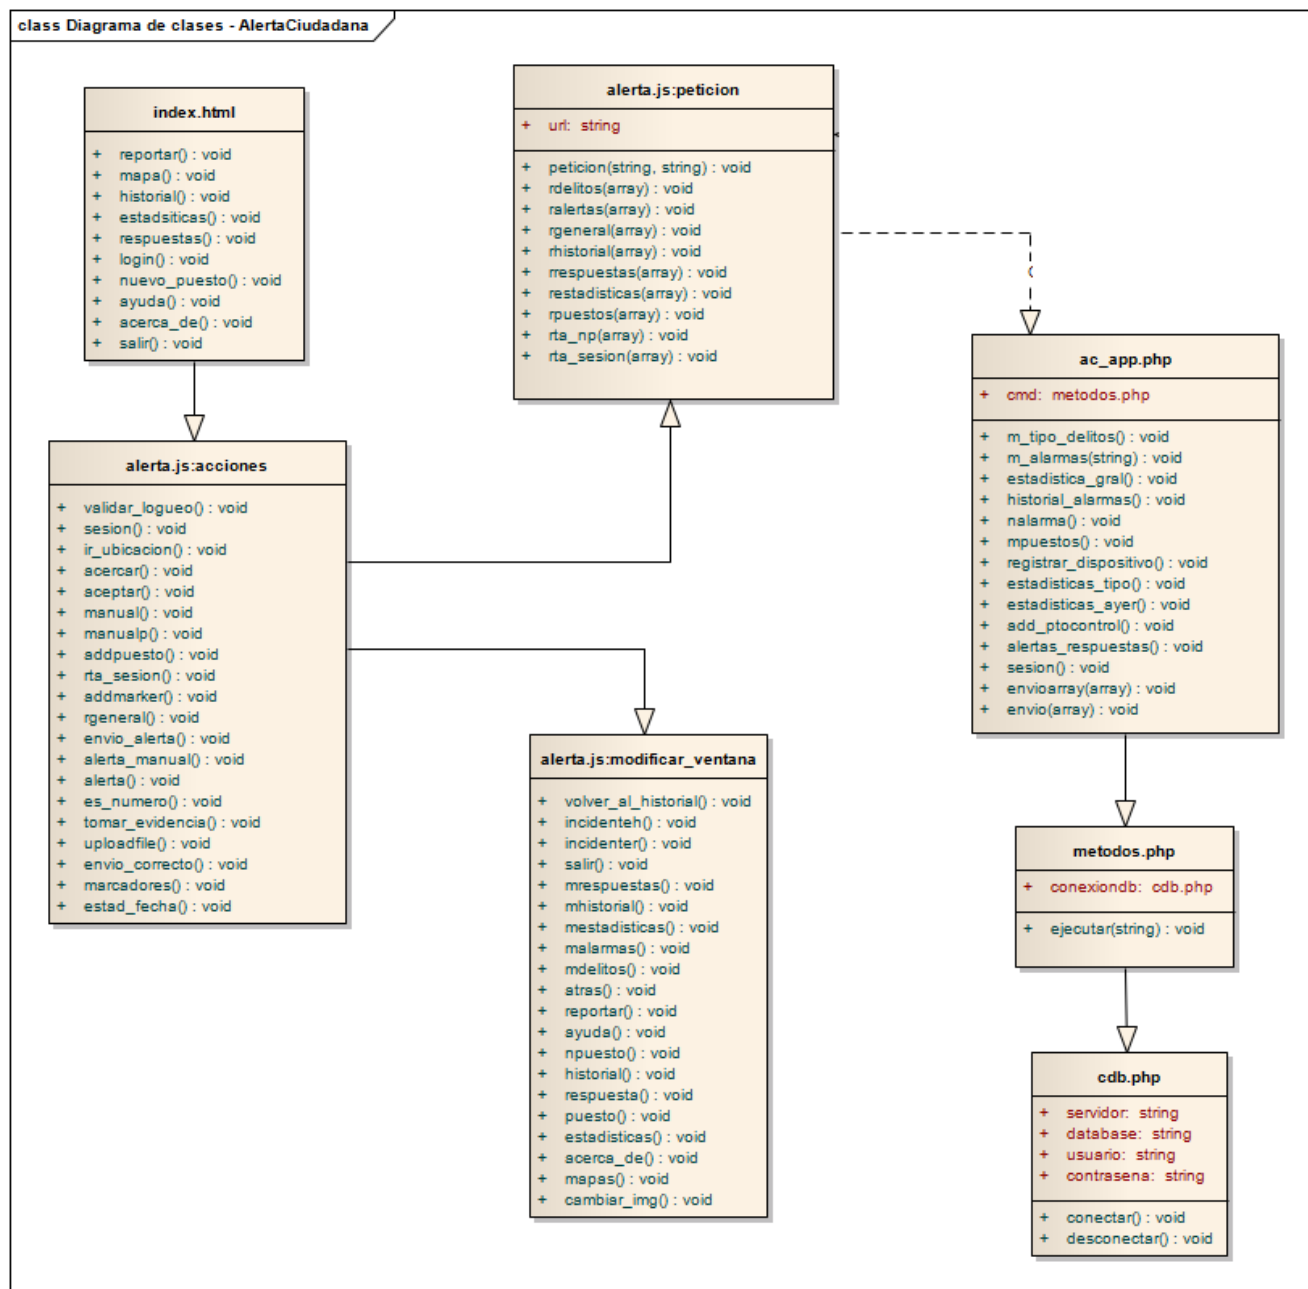 class Diagrama de clases - AlertaCiudadana
index.html
+ reportar() : void
+ mapa() : void
+ historial() : void
+ estadsiticas() : void
+ respuestas() : void
+ login() : void
+ nuevo_puesto() : void
+ ayuda() : void
+ acerca_de() : void
+ salir() : void
alerta.js:peticion
+ url: string
+ peticion(string, string) : void
+ rdelitos(array) : void
+ ralertas(array) : void
+ rgeneral(array) : void
+ rhistorial(array) : void
+ rrespuestas(array) : void
+ restadisticas(array) : void
+ rpuestos(array) : void
+ rta_np(array) : void
+ rta_sesion(array) : void
alerta.js:acciones
+ validar_logueo() : void
+ sesion() : void
+ ir_ubicacion() : void
+ acercar() : void
+ aceptar() : void
+ manual() : void
+ manualp() : void
+ addpuesto() : void
+ rta_sesion() : void
+ addmarker() : void
+ rgeneral() : void
+ envio_alerta() : void
+ alerta_manual() : void
+ alerta() : void
+ es_numero() : void
+ tomar_evidencia() : void
+ uploadfile() : void
+ envio_correcto() : void
+ marcadores() : void
+ estad_fecha() : void
alerta.js:modificar_ventana
+ volver_al_historial() : void
+ incidenteh() : void
+ incidenter() : void
+ salir() : void
+ mrespuestas() : void
+ mhistorial() : void
+ mestadisticas() : void
+ malarmas() : void
+ mdelitos() : void
+ atras() : void
+ reportar() : void
+ ayuda() : void
+ npuesto() : void
+ historial() : void
+ respuesta() : void
+ puesto() : void
+ estadisticas() : void
+ acerca_de() : void
+ mapas() : void
+ cambiar_img() : void
ac_app.php
+ cmd: metodos.php
+ m_tipo_delitos() : void
+ m_alarmas(string) : void
+ estadistica_gral() : void
+ historial_alarmas() : void
+ nalarma() : void
+ mpuestos() : void
+ registrar_dispositivo() : void
+ estadisticas_tipo() : void
+ estadisticas_ayer() : void
+ add_ptocontrol() : void
+ alertas_respuestas() : void
+ sesion() : void
+ envioarray(array) : void
+ envio(array) : void
metodos.php
+ conexiondb: cdb.php
+ ejecutar(string) : void
cdb.php
+ servidor: string
+ database: string
+ usuario: string
+ contrasena: string
+ conectar() : void
+ desconectar() : void